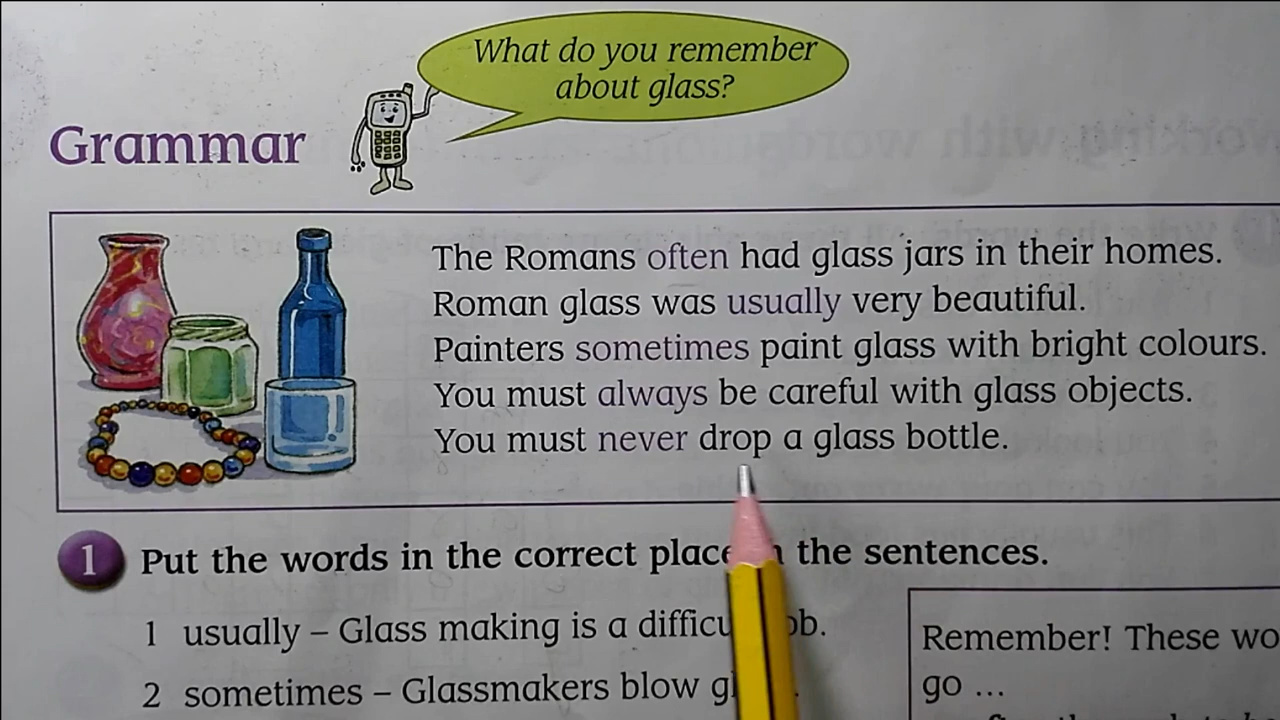 What do you remember
about glass?
Grammar
The Romans often had glass jars in their homes.
Roman glass was usually very beautiful.
Painters sometimes paint glass with bright colours.
You must always be careful with glass objects.
You must never drop a glass bottle.
1 Put the words in the correct place the sentences.
1 usually – Glass making is a
2 sometimes – Glassmakers blow
Remember! These
go ...